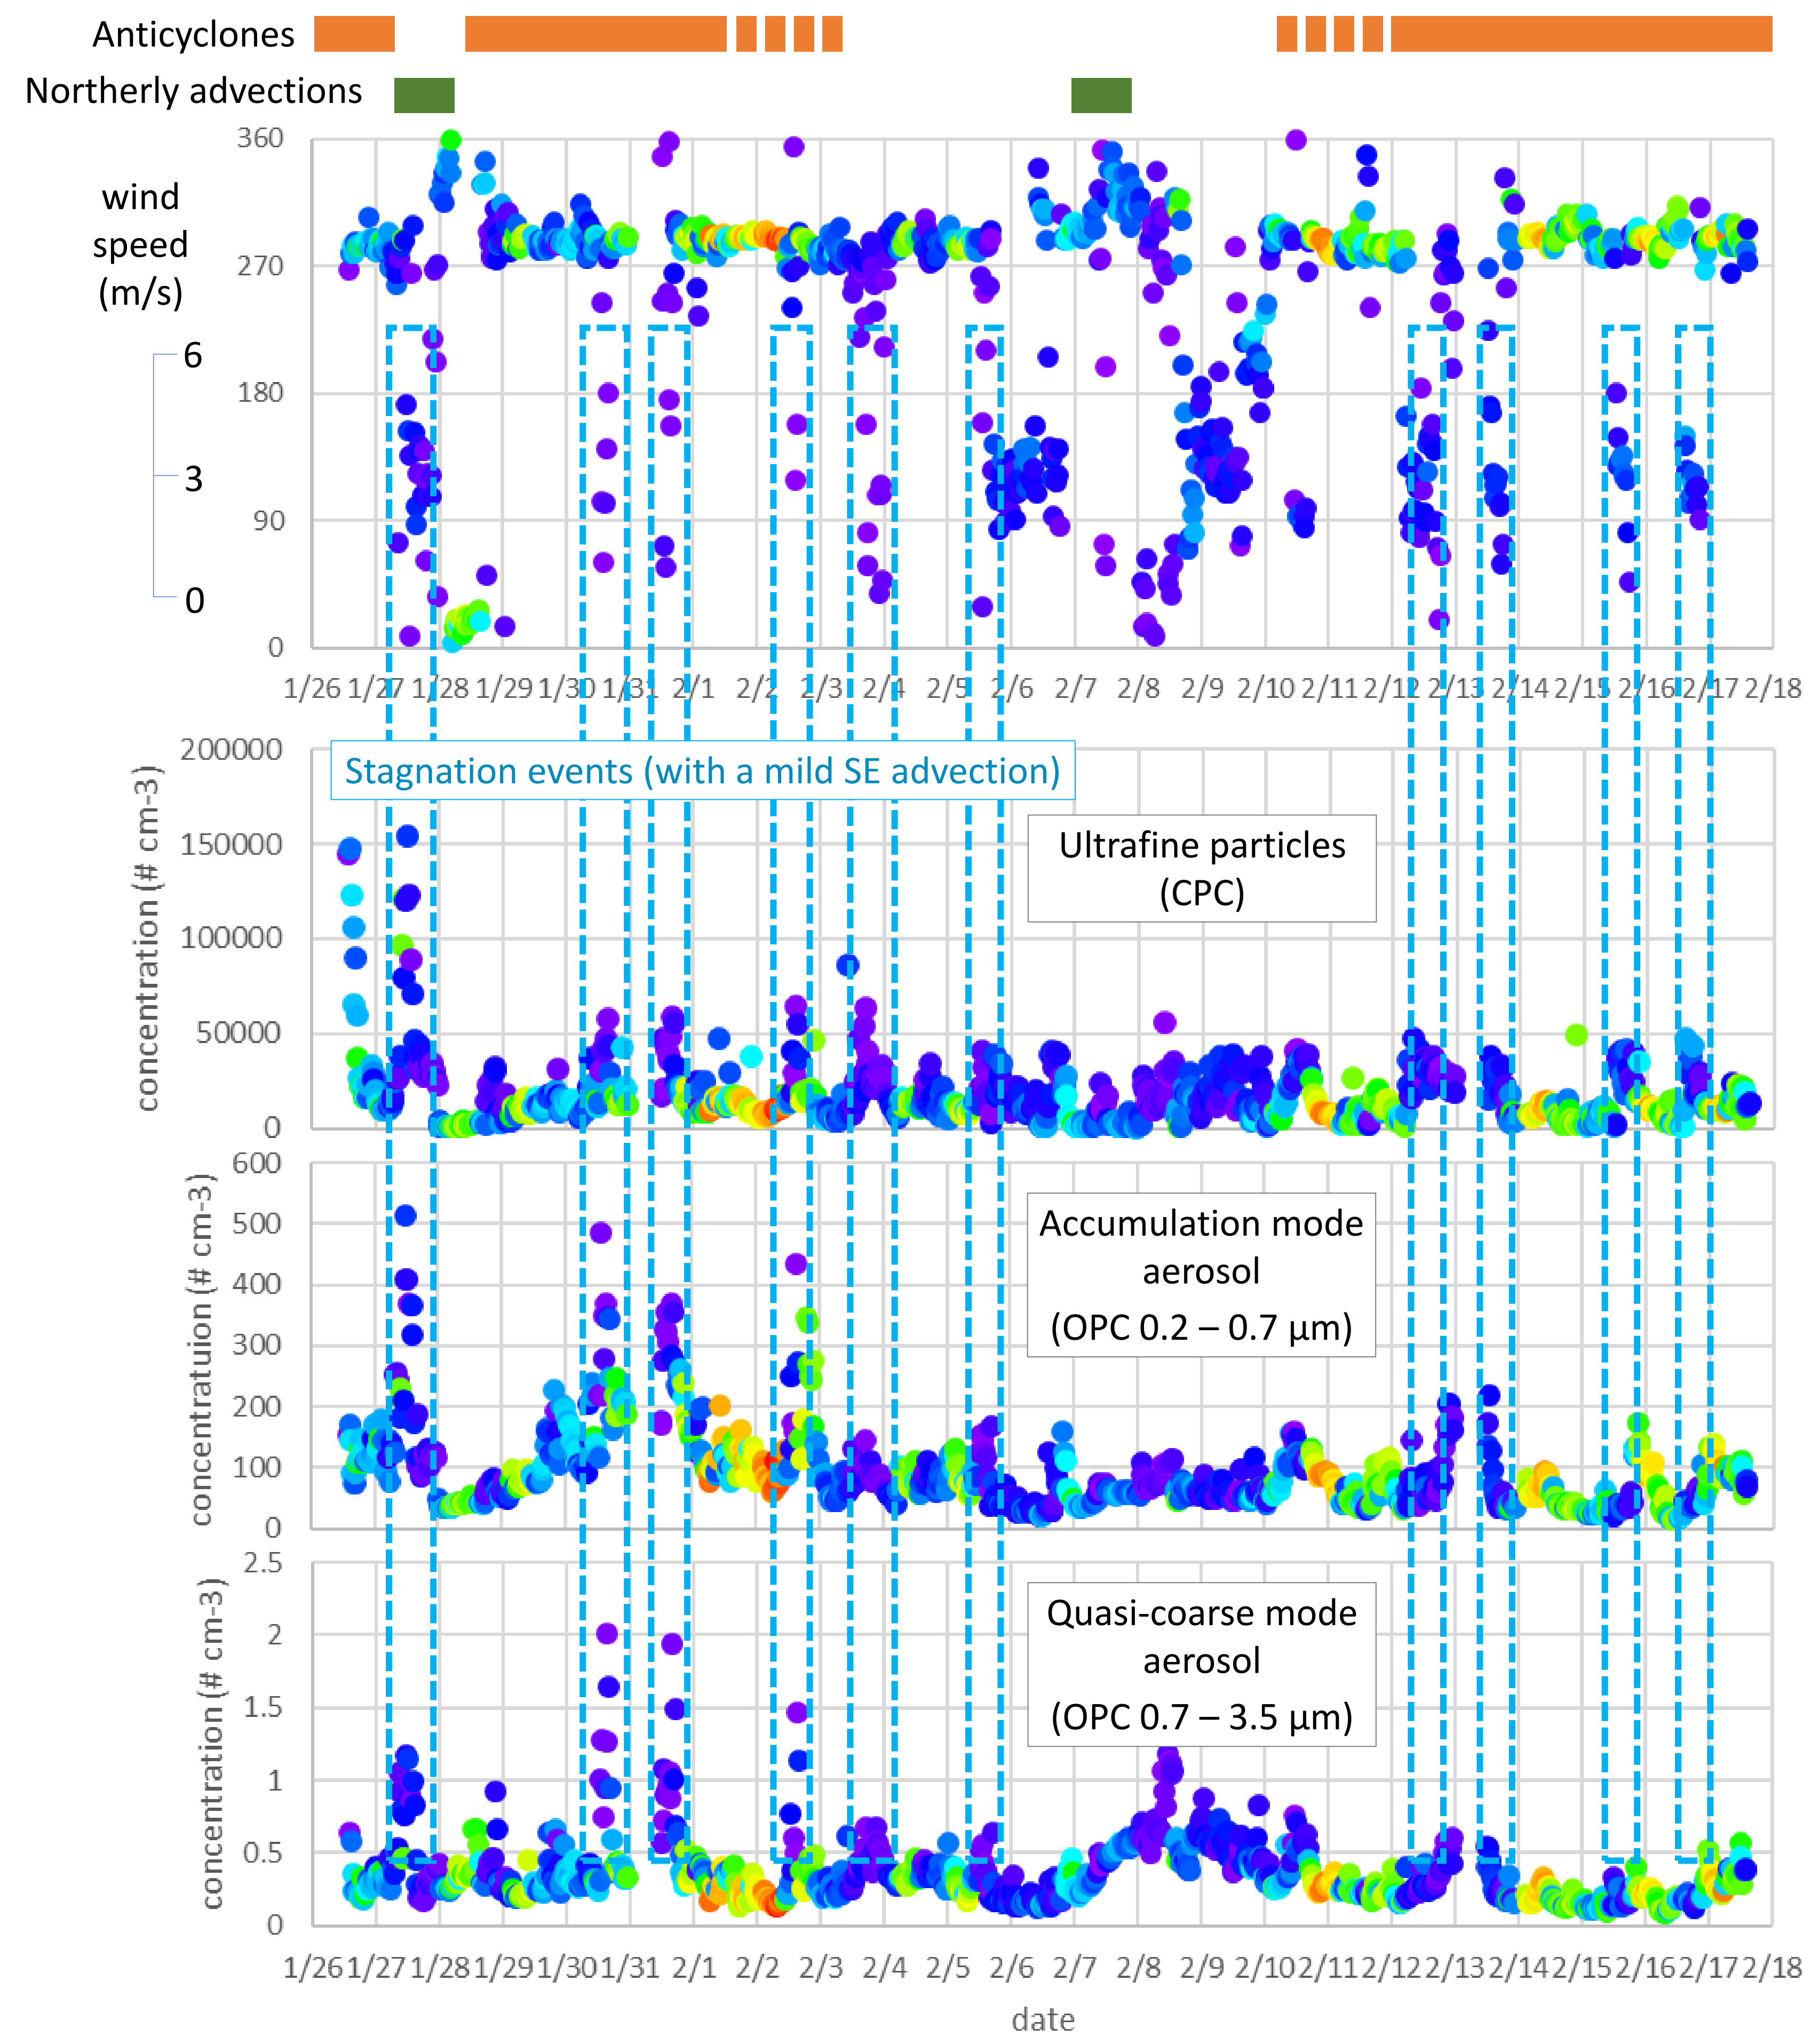 Anticyclones
Northerly advections
wind
speed
(m/s)
6
3
0
360
270
180
90
0
1/26 1/27 1/28 1/29 1/30 1/31 2/1 2/2 2/3 2/4 2/5 2/6 2/7 2/8 2/9 2/10 2/11 2/12 2/13 2/14 2/15 2/16 2/17 2/18
Stagnation events (with a mild SE advection)
concentration (# cm-3)
200000
150000
100000
50000
0
Ultrafine particles
(CPC)
concentratuion (# cm-3)
600
500
400
300
200
100
0
Accumulation mode
aerosol
(OPC 0.2 – 0.7 μm)
concentration (# cm-3)
2.5
2
1.5
1
0.5
0
Quasi-coarse mode
aerosol
(OPC 0.7 – 3.5 μm)
1/26 1/27 1/28 1/29 1/30 1/31 2/1 2/2 2/3 2/4 2/5 2/6 2/7 2/8 2/9 2/10 2/11 2/12 2/13 2/14 2/15 2/16 2/17 2/18
date